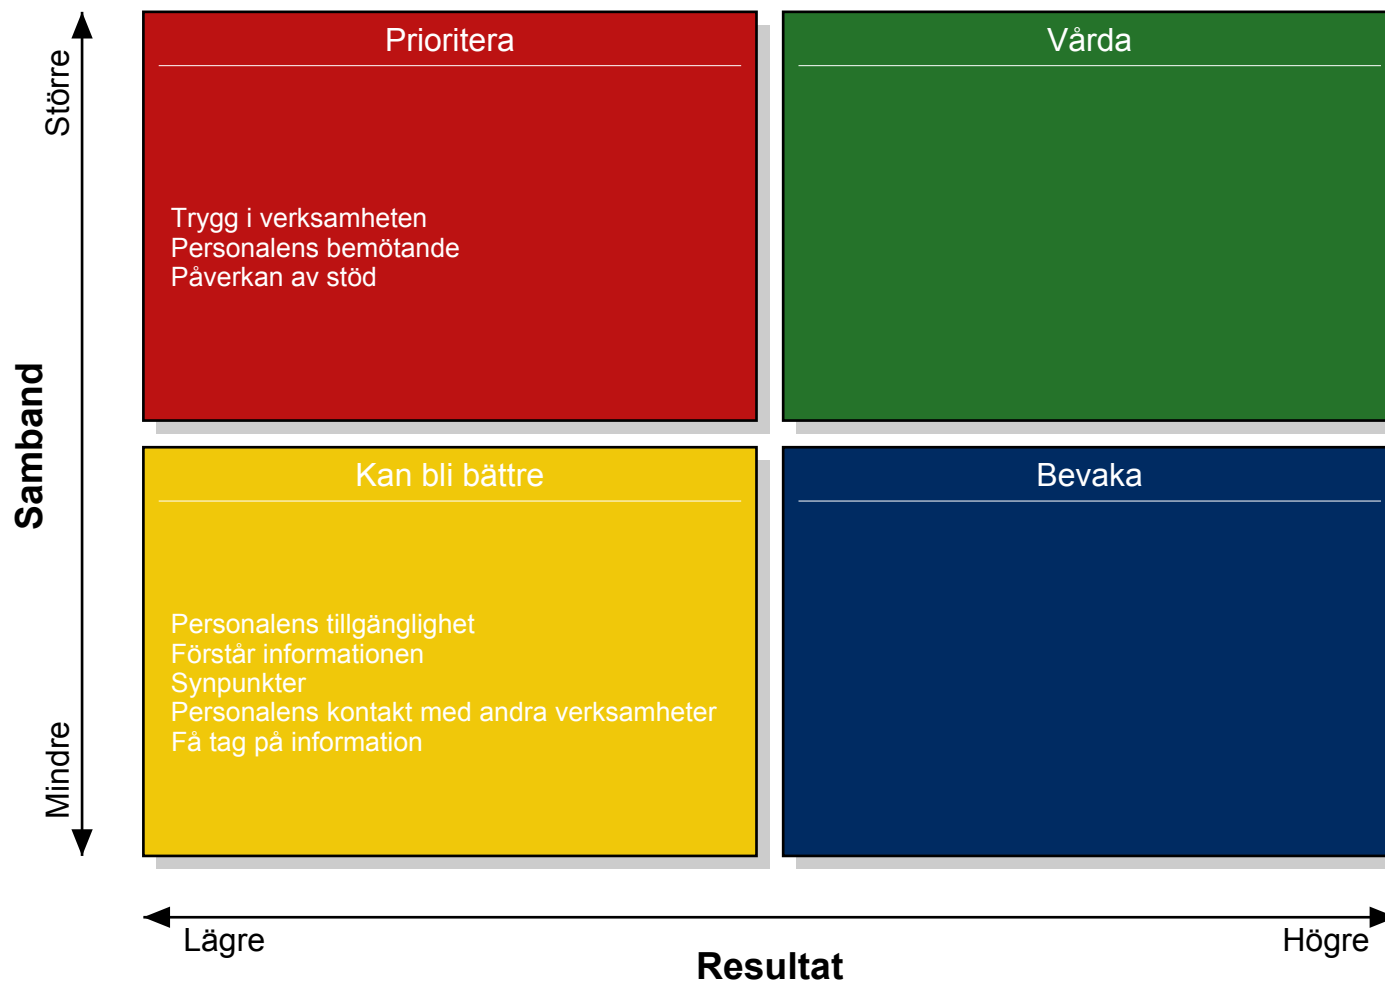 Större
Samband
Mindre
Prioritera
Trygg i verksamheten
Personalens bemötande
Påverkan av stöd
Vårda
Kan bli bättre
Personalens tillgänglighet
Förstår informationen
Synpunkter
Personalens kontakt med andra verksamheter
Få tag på information
Bevaka
Lägre
Högre
Resultat